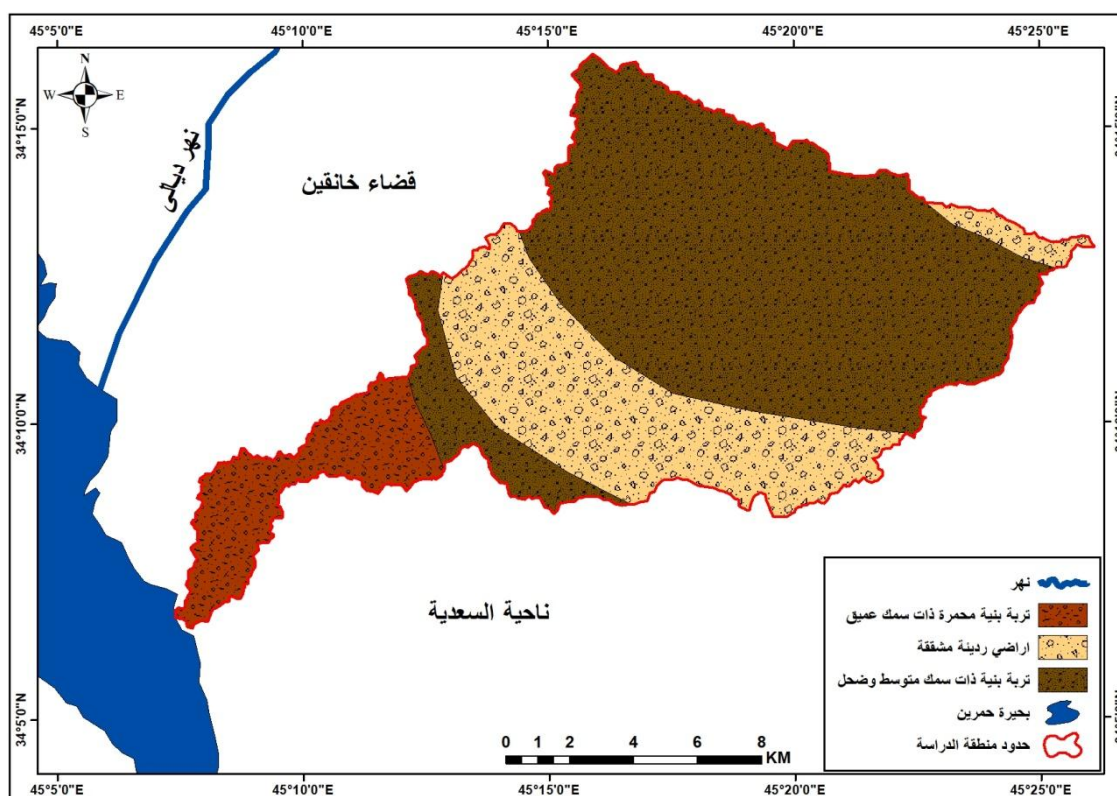 45°5'0"E 45°10'0"E 45°15'0"E 45°20'0"E 45°25'0"E
N
W E
S
34°15'0"N
نهر ديالى
قضاء خانقين
34°10'0"N
ناحية السعدية
نهر
تربة بنية محمرة ذات سمك عميق
اراضي رديئة مشققة
تربة بنية ذات سمك متوسط وضحل
بحيرة حمرين
حدود منطقة الدراسة
34°5'0"N
0 1 2 4 6 8
KM
45°5'0"E 45°10'0"E 45°15'0"E 45°20'0"E 45°25'0"E